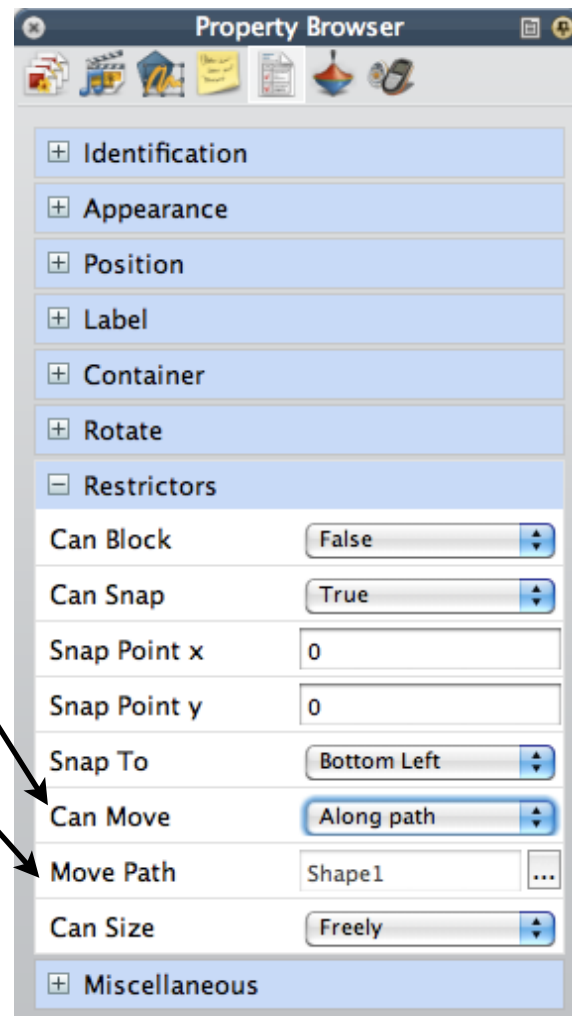 Property Browser
Identification
Appearance
Position
Label
Container
Rotate
Restrictors
Can Block False
Can Snap True
Snap Point x 0
Snap Point y 0
Snap To Bottom Left
Can Move Along path
Move Path Shape1 ...
Can Size Freely
Miscellaneous